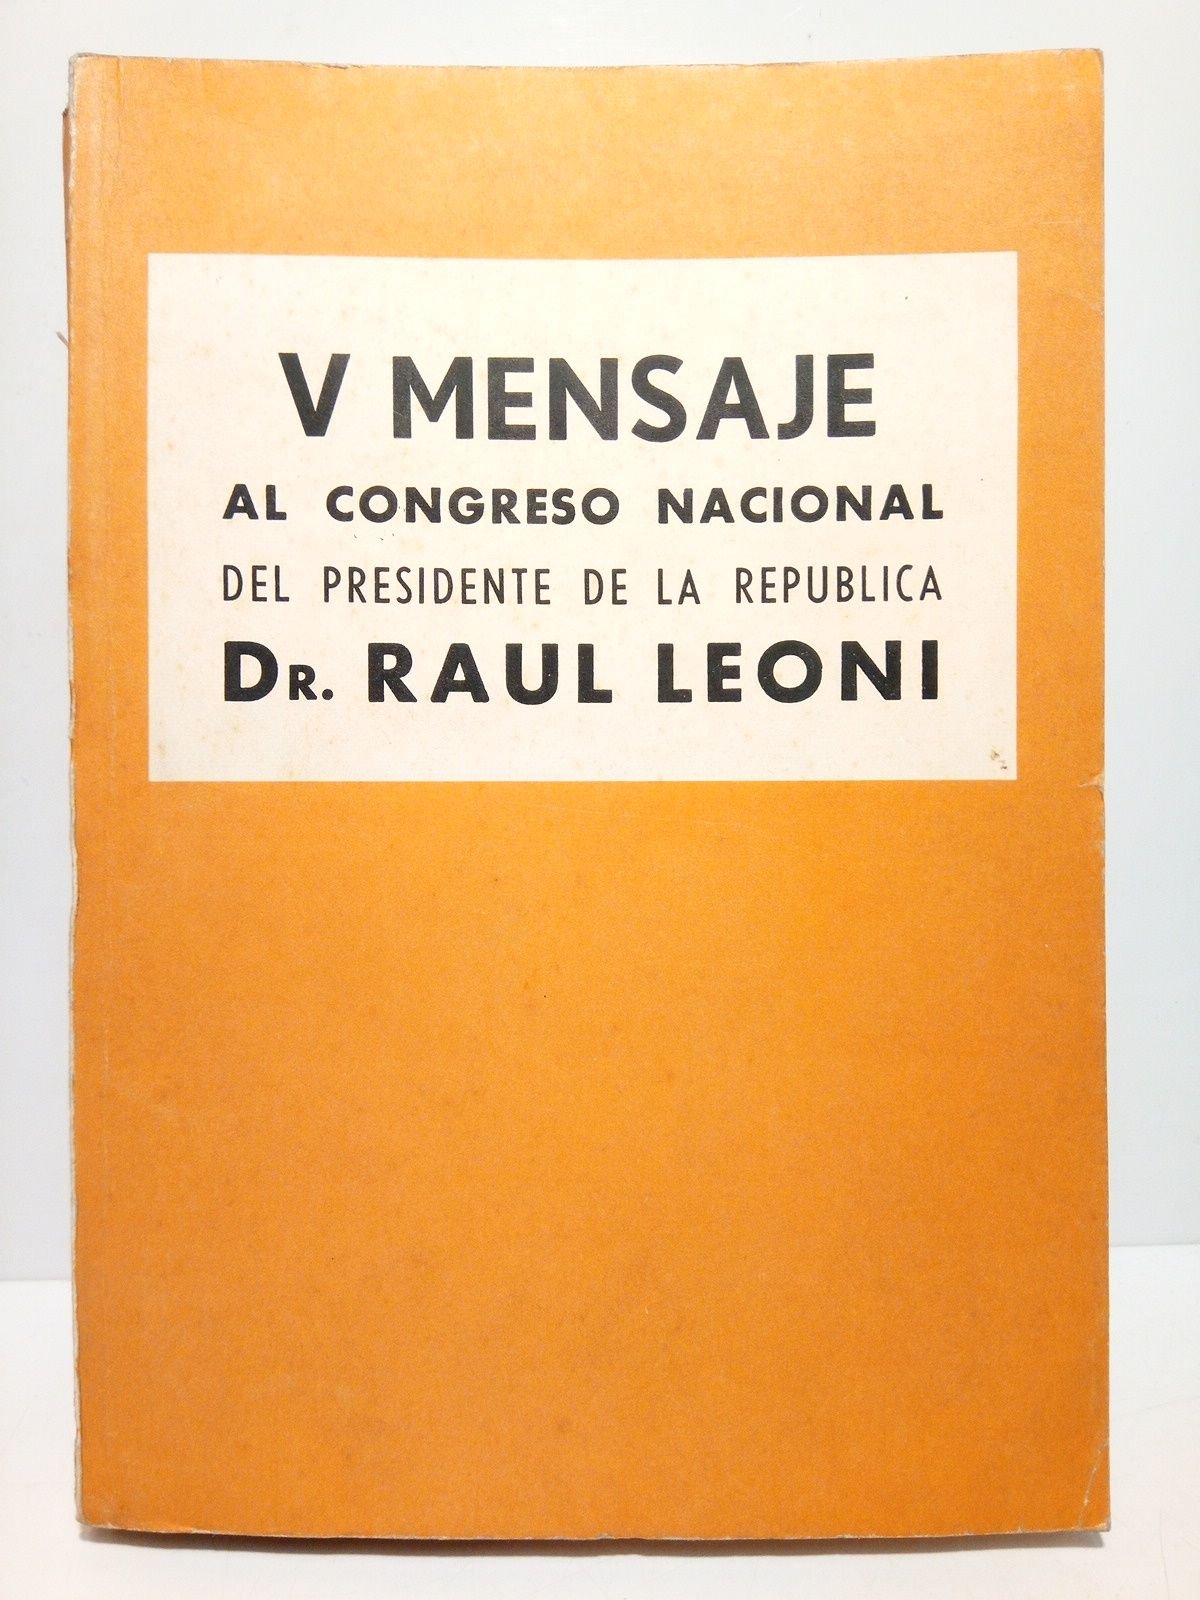 V MENSAJE
AL CONGRESO NACIONAL
DEL PRESIDENTE DE LA REPUBLICA
DR. RAUL LEONI